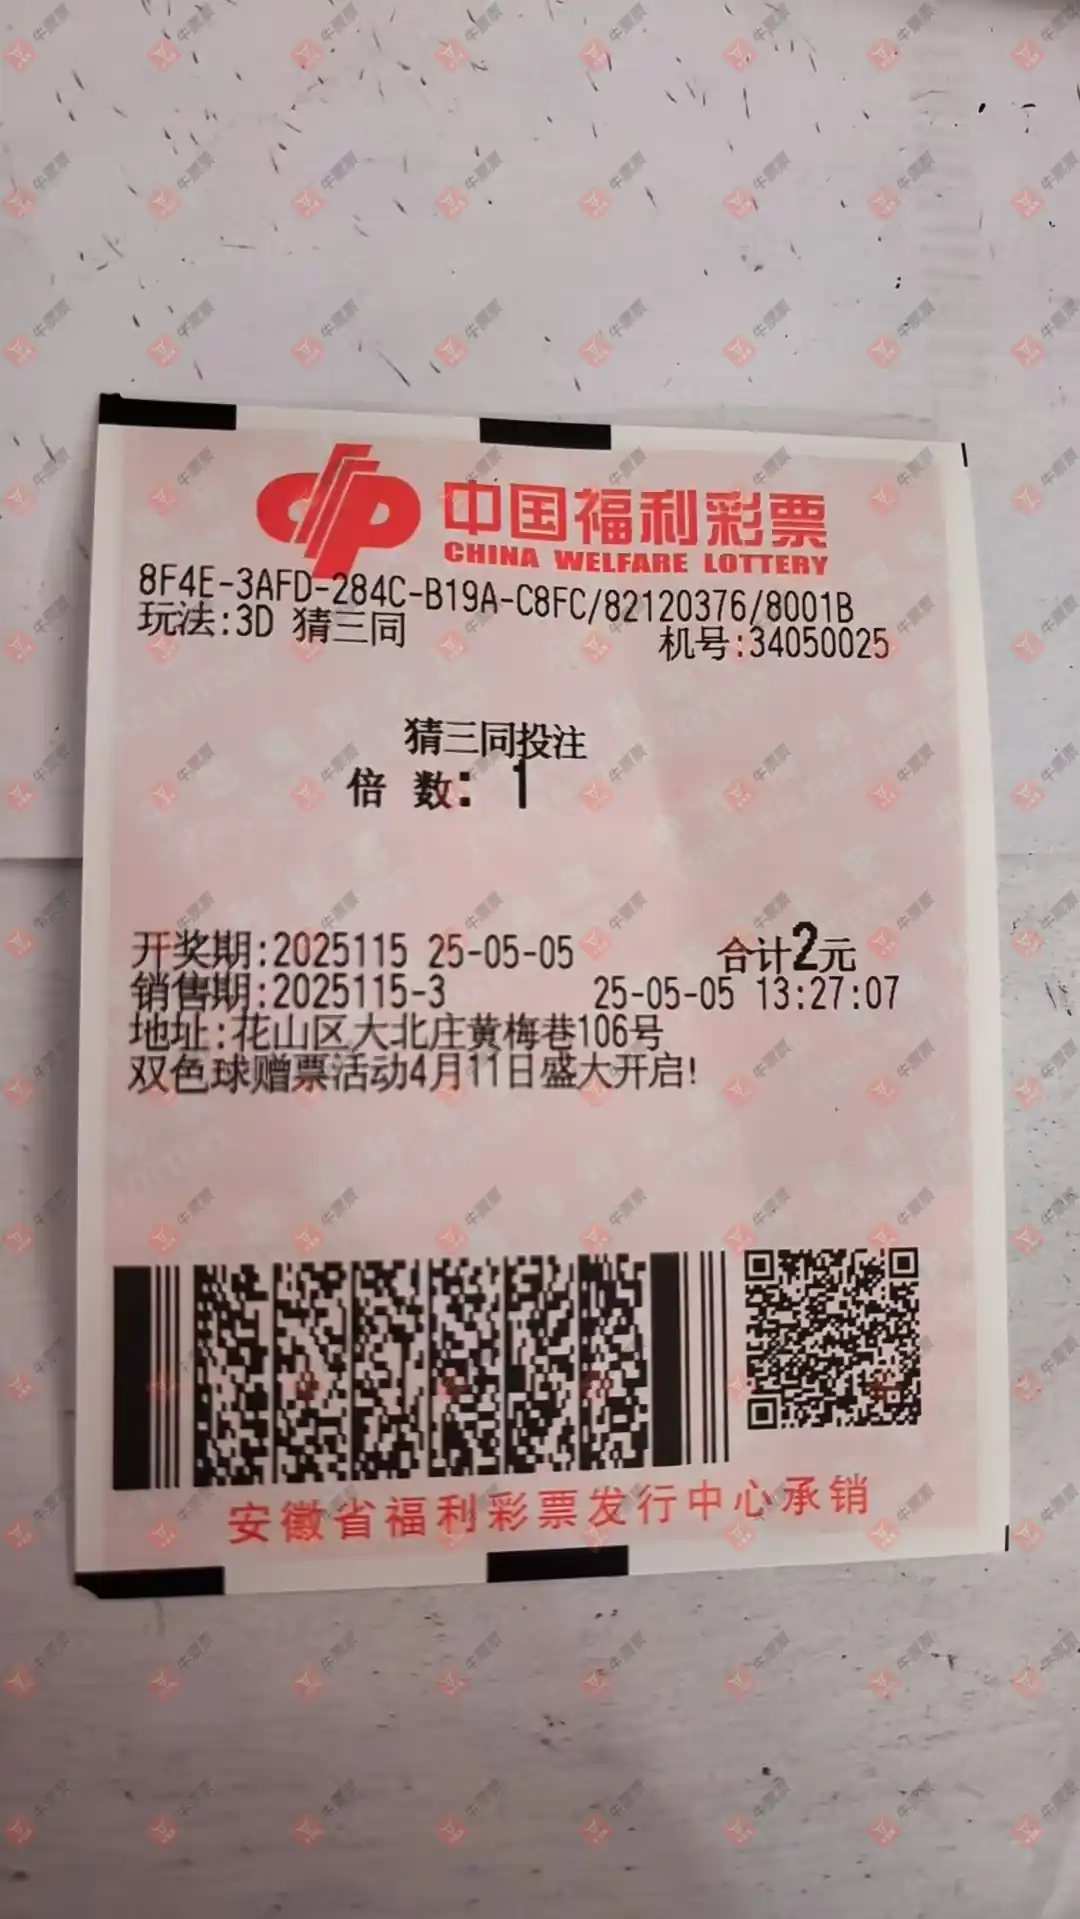 中国福利彩票
CHINA WELFARE LOTTERY
8F4E-3AFD-284C-B19A-C8FC/82120376/8001B
玩法:3D 猜三同
机号:34050025
猜三同投注
倍 数: 1
开奖期:2025115 25-05-05
合计2元
销售期:2025115-3 25-05-05 13:27:07
地址:花山区大北庄黄梅巷106号
双色球赠票活动4月11日盛大开启!
安徽省福利彩票发行中心承销